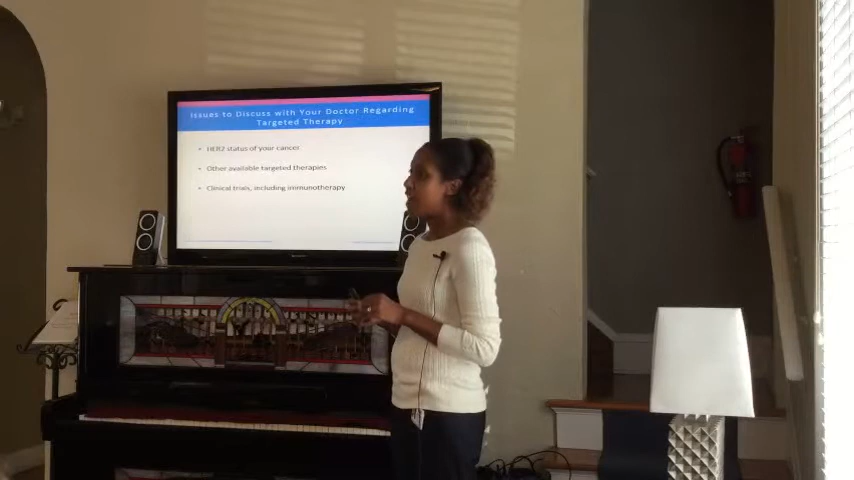 Issues to Discuss with Your Doctor Regarding
Targeted Therapy
• HER2 status of your cancer
• Other available targeted therapies
• Clinical trials, including immunotherapy